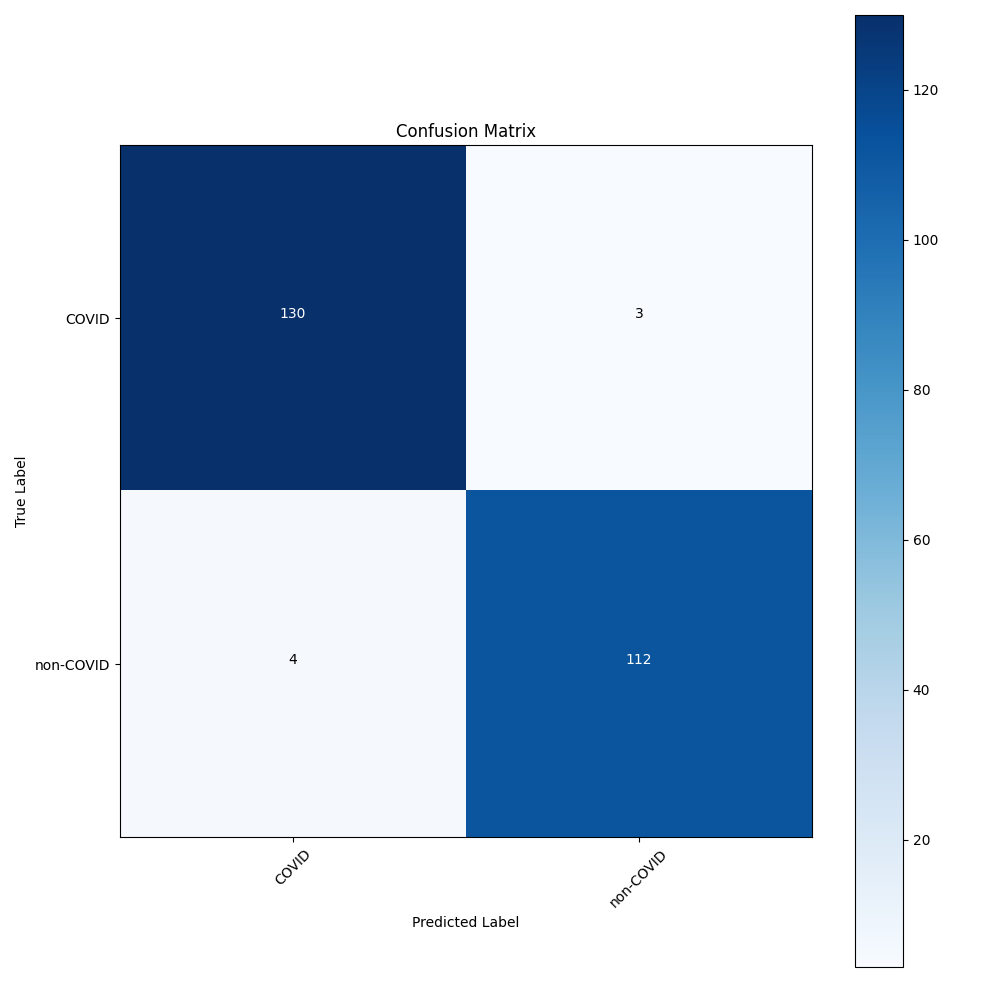 Confusion Matrix
True Label
COVID
130
3
non-COVID
4
112
COVID
non-COVID
Predicted Label
120
100
80
60
40
20